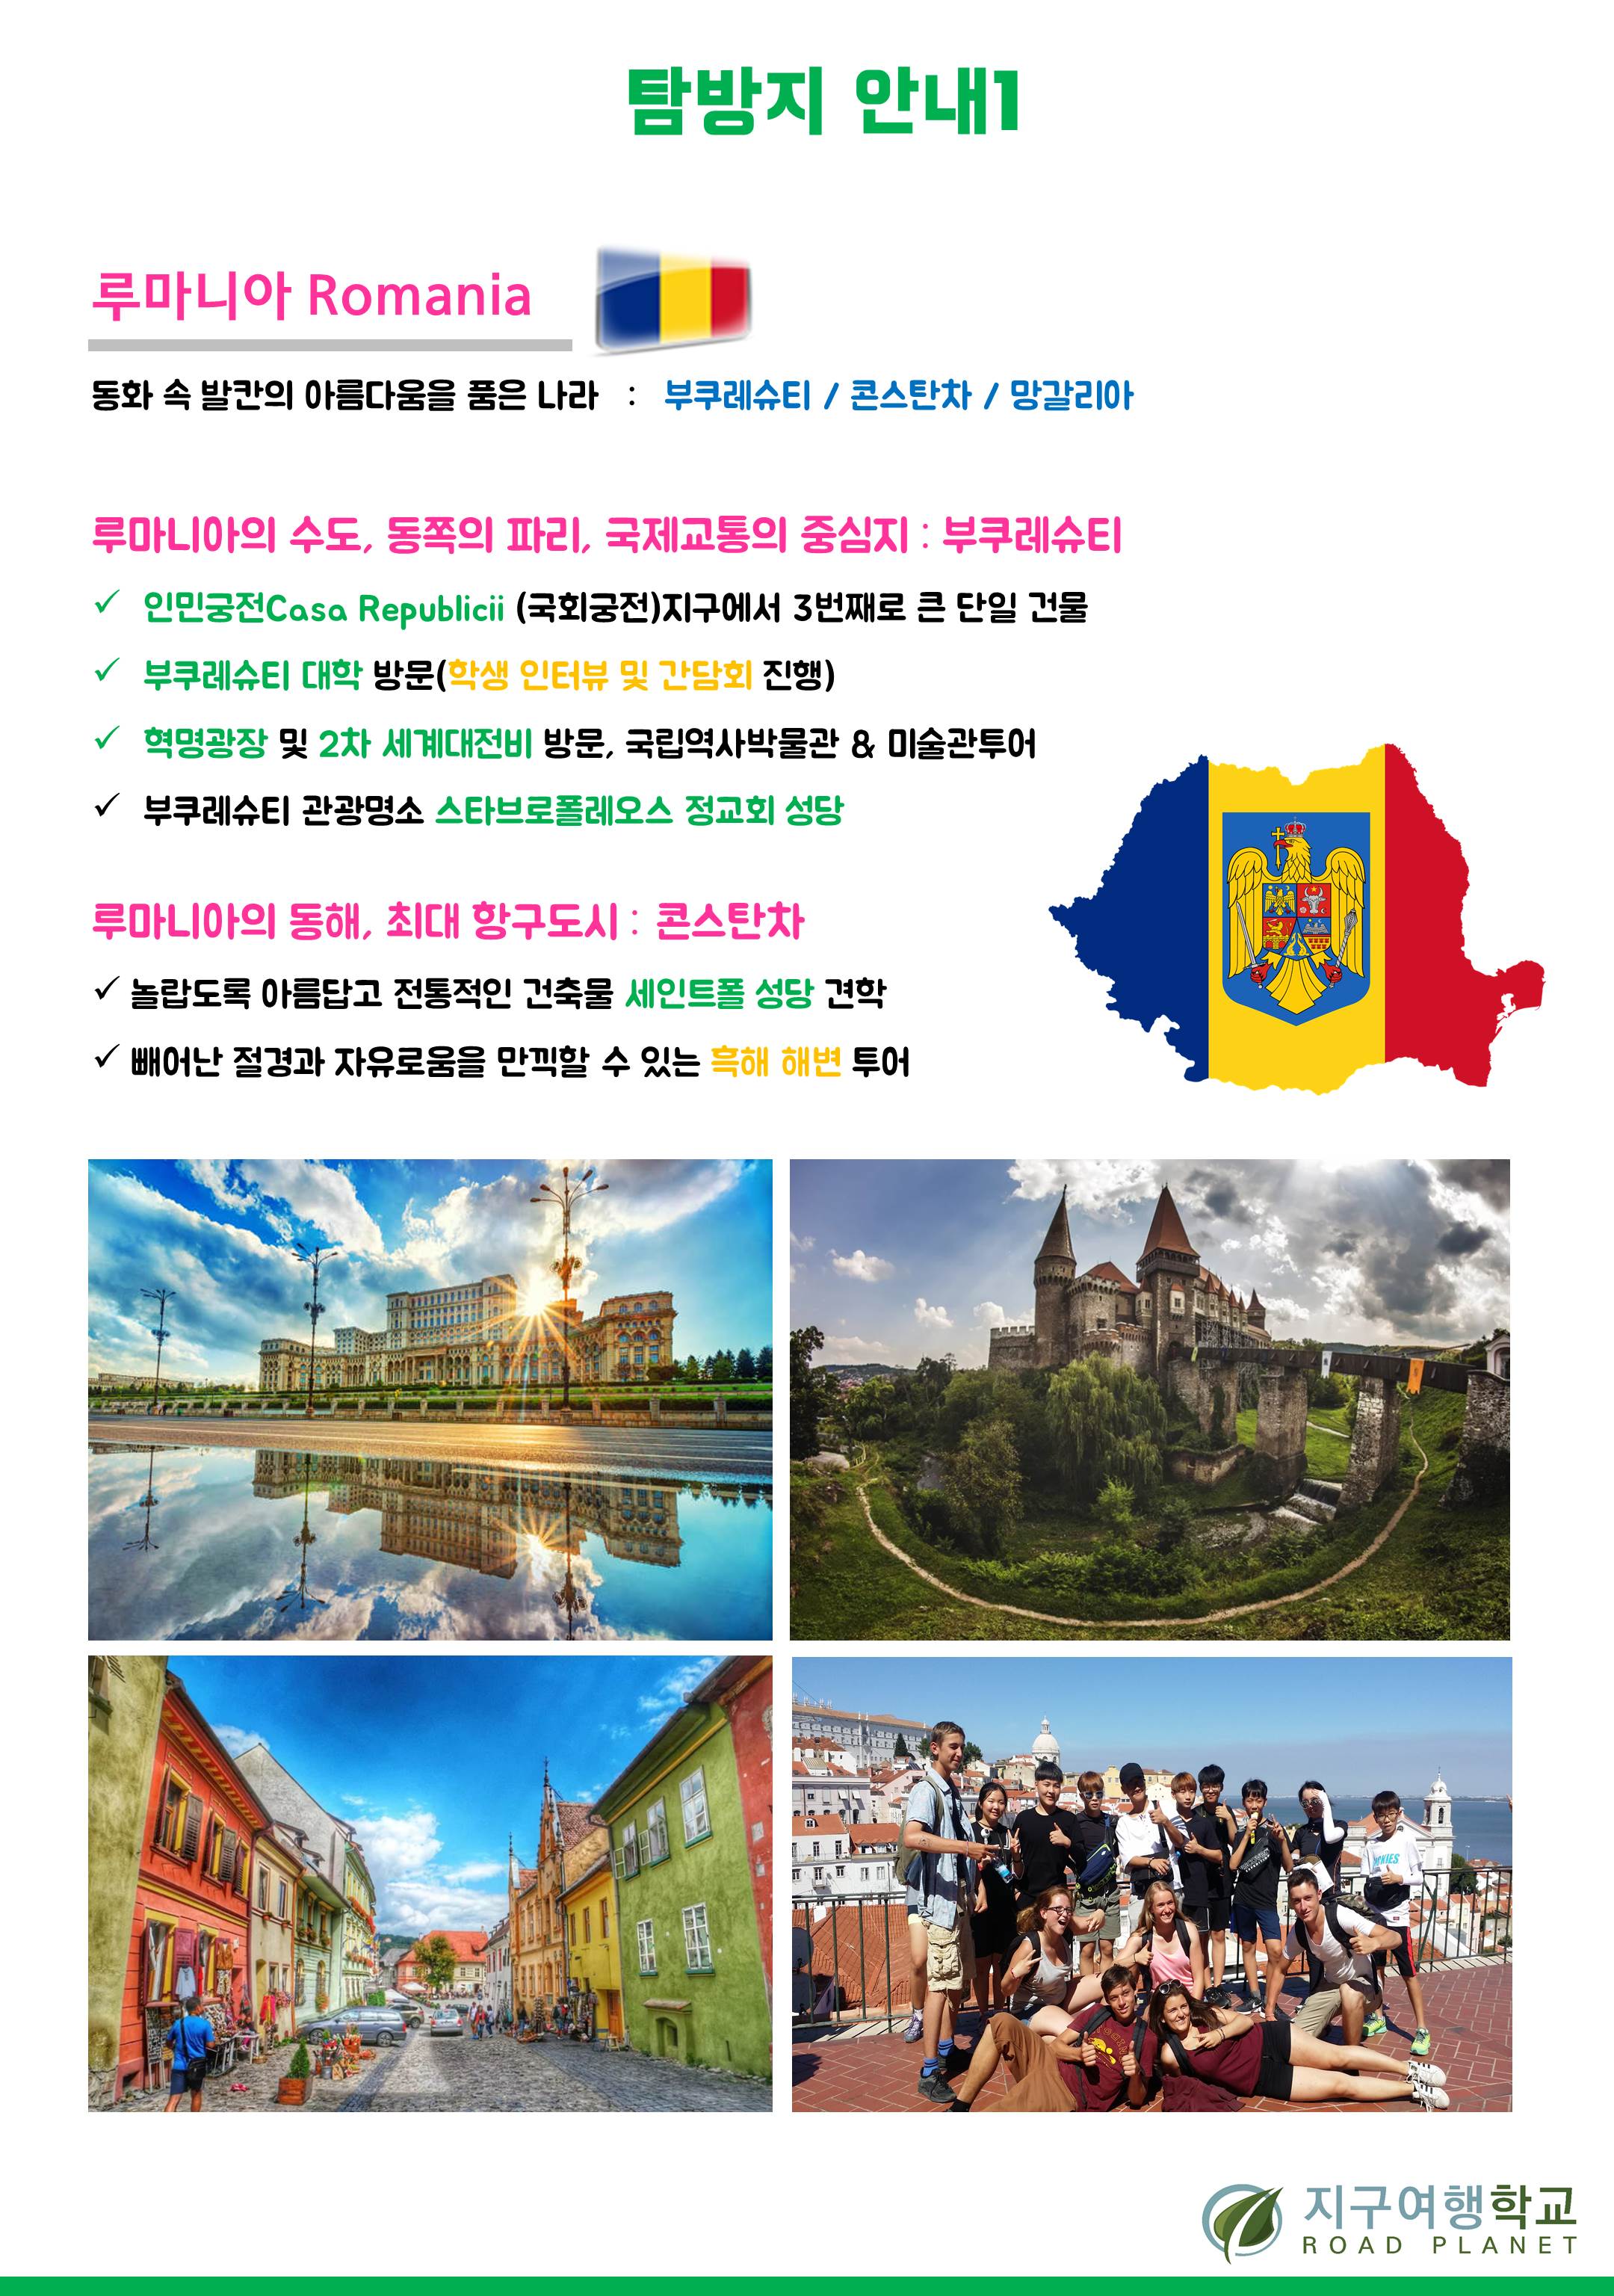 탐방지 안내1
루마니아 Romania
동화 속 발칸의 아름다움을 품은 나라 : 부쿠레슈티 / 콘스탄차 / 망갈리아
루마니아의 수도, 동쪽의 파리, 국제교통의 중심지 : 부쿠레슈티
✓ 인민궁전Casa Republicii (국회궁전)지구에서 3번째로 큰 단일 건물
✓ 부쿠레슈티 대학 방문(학생 인터뷰 및 간담회 진행)
✓ 혁명광장 및 2차 세계대전비 방문, 국립역사박물관 & 미술관투어
✓ 부쿠레슈티 관광명소 스타브로폴레오스 정교회 성당
루마니아의 동해, 최대 항구도시 : 콘스탄차
✓ 놀랍도록 아름답고 전통적인 건축물 세인트폴 성당 견학
✓ 빼어난 절경과 자유로움을 만끽할 수 있는 흑해 해변 투어
지구여행학교
ROAD PLANET